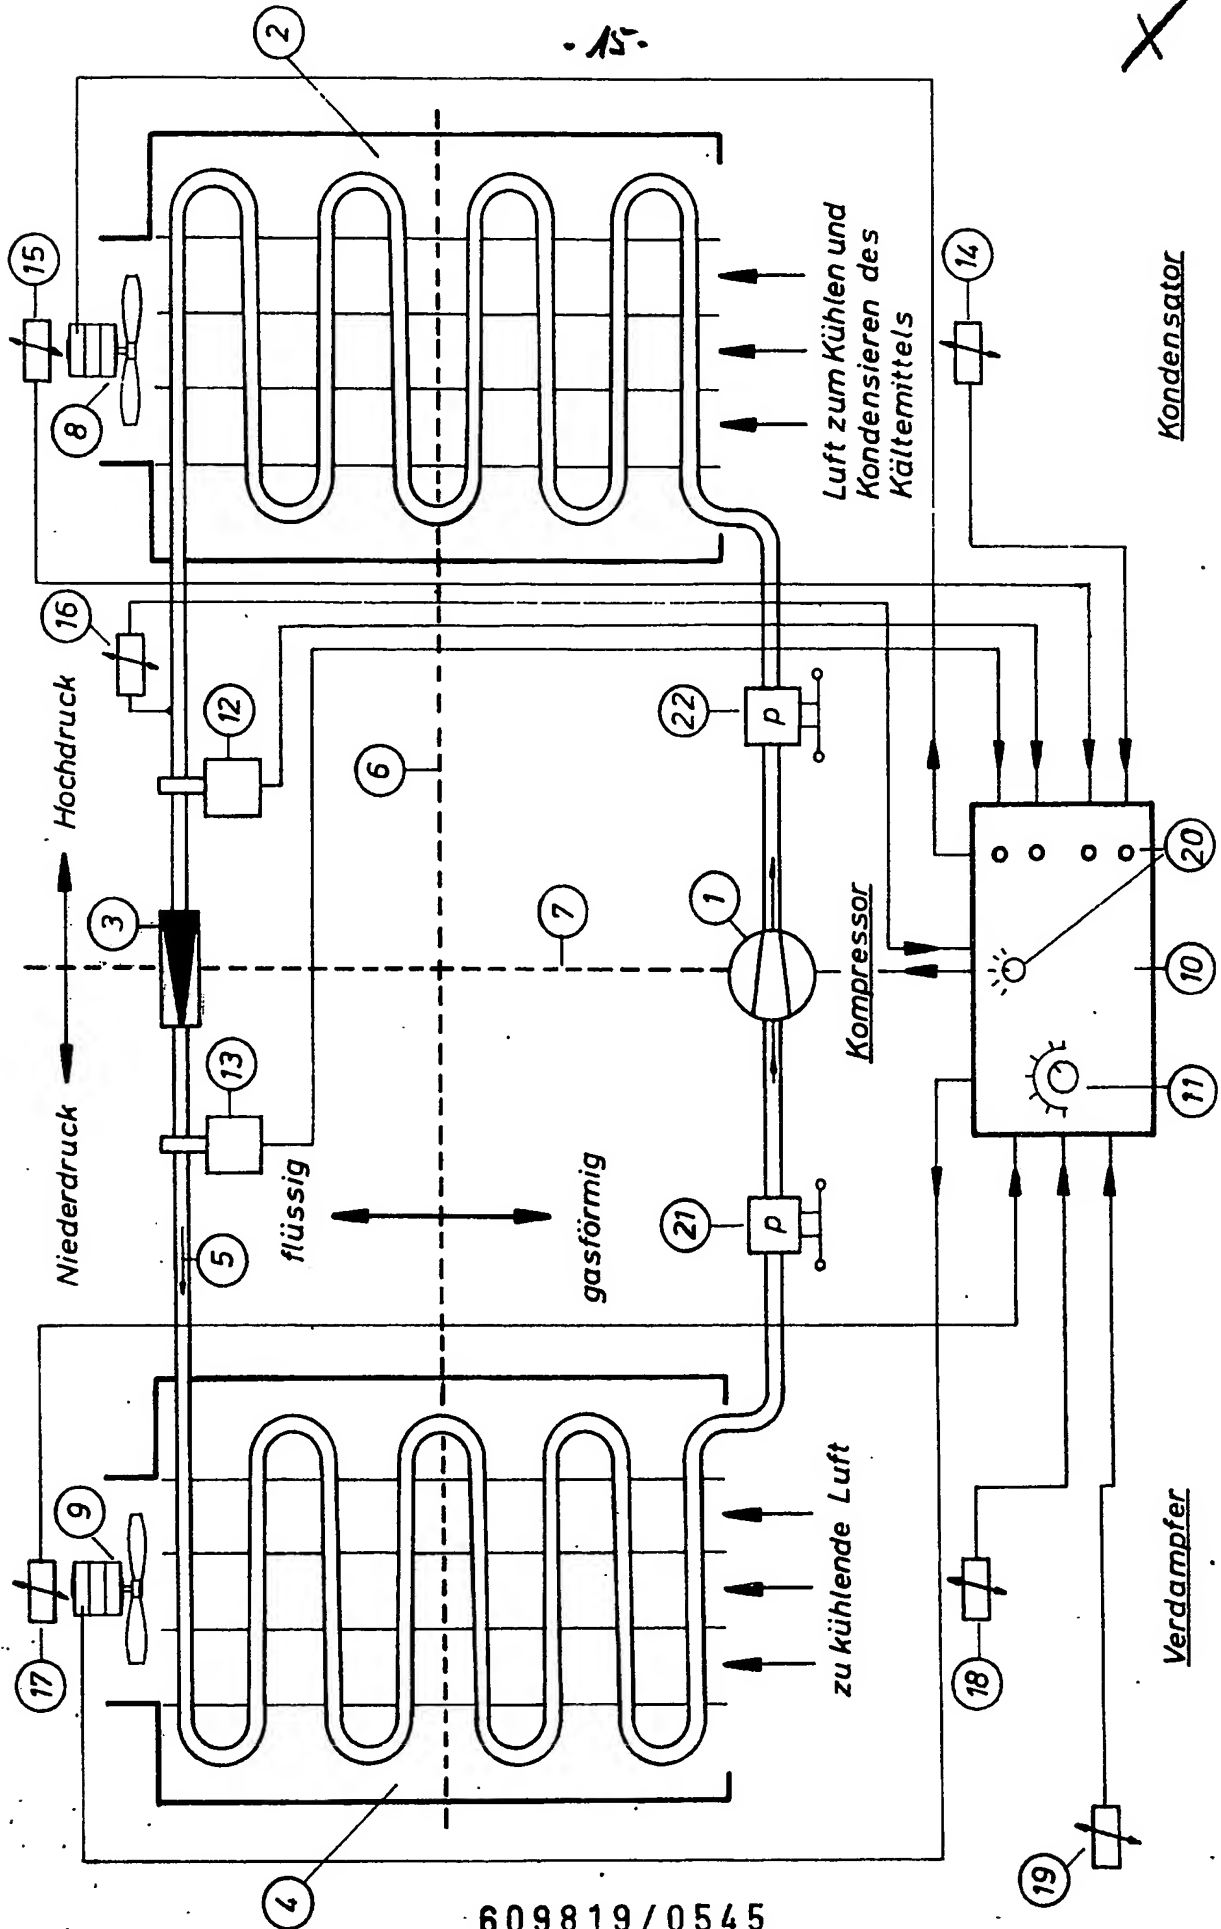 - 15 -
2
15
8
16
Hochdruck
12
3
Niederdruck
13
5
flüssig
gasförmig
6
7
9
17
4
Luft zum Kühlen und
Kondensieren des
Kältemittels
14
Kondensator
22
p
1
Kompressor
21
p
20
10
11
zu kühlende Luft
18
Verdampfer
19
609819/0545